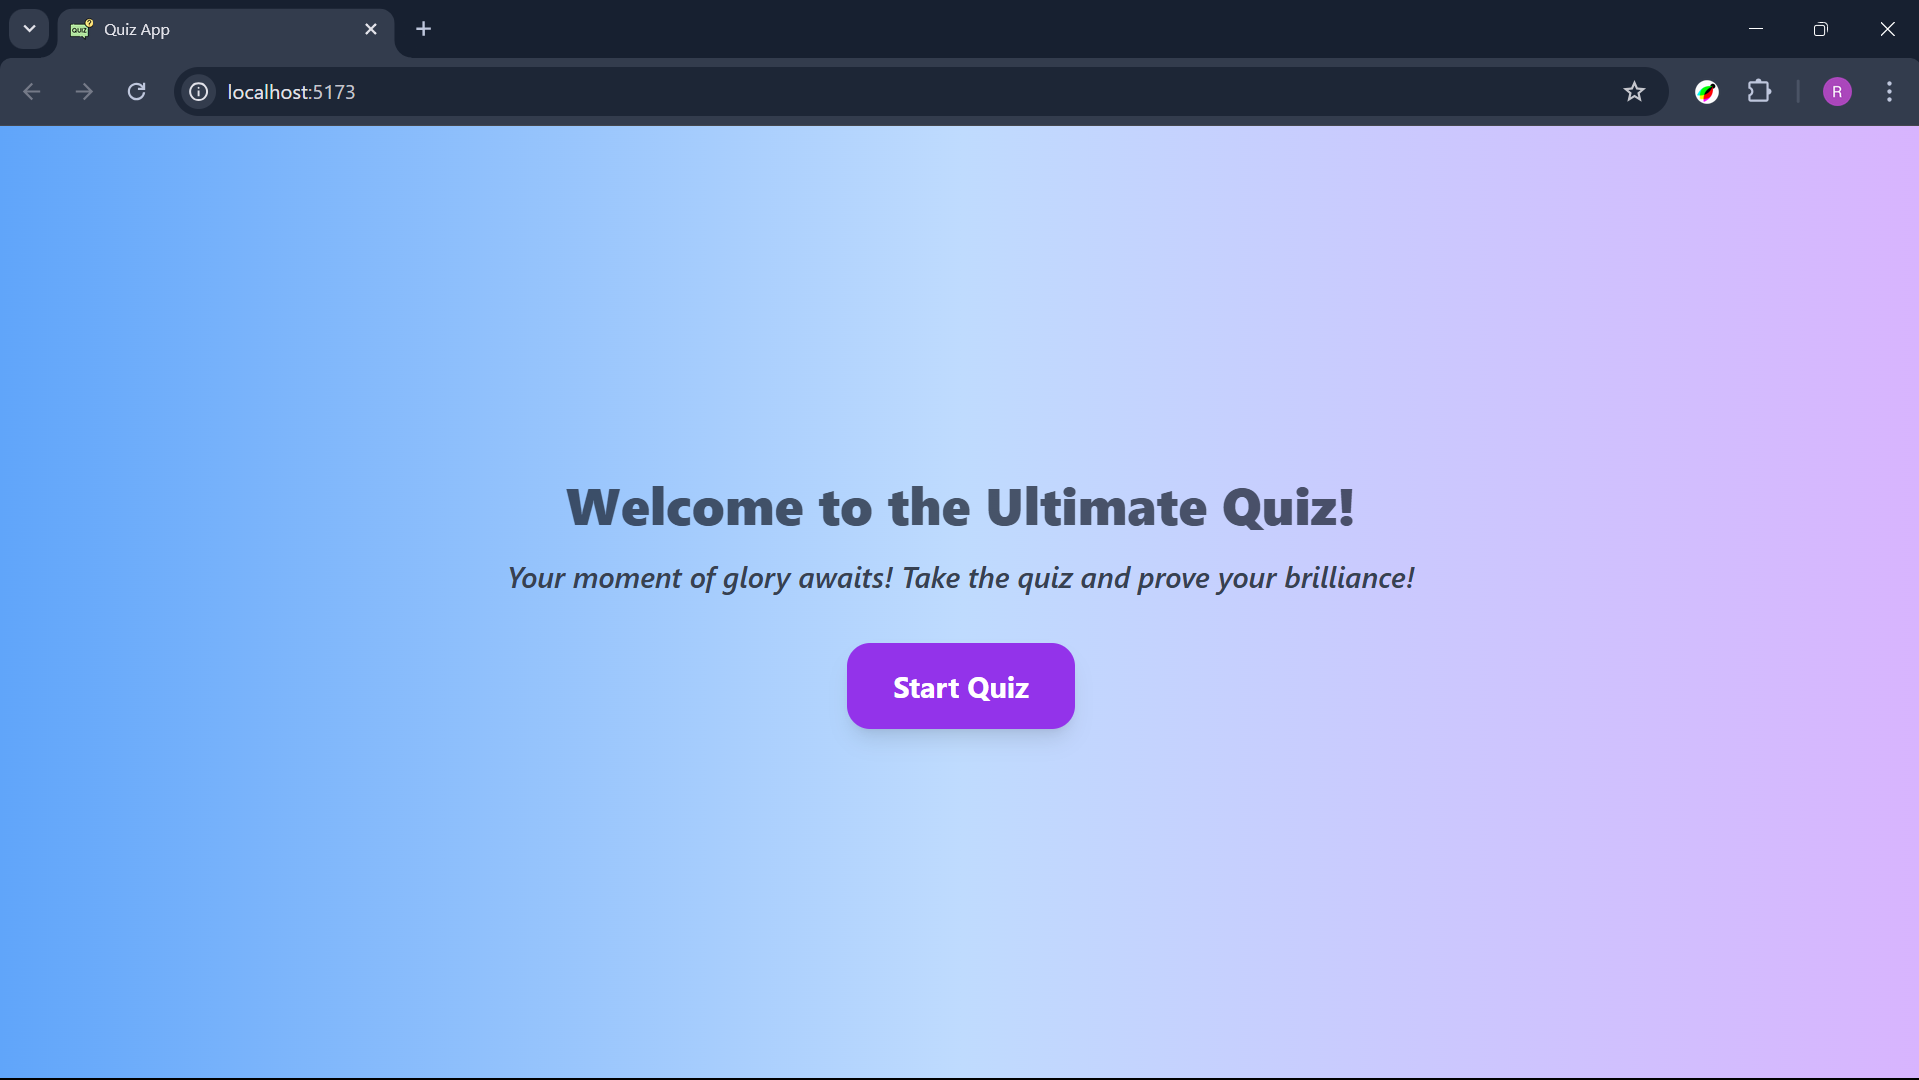 QUIZ
?
Quiz App
localhost:5173
R
Welcome to the Ultimate Quiz!
Your moment of glory awaits! Take the quiz and prove your brilliance!
Start Quiz